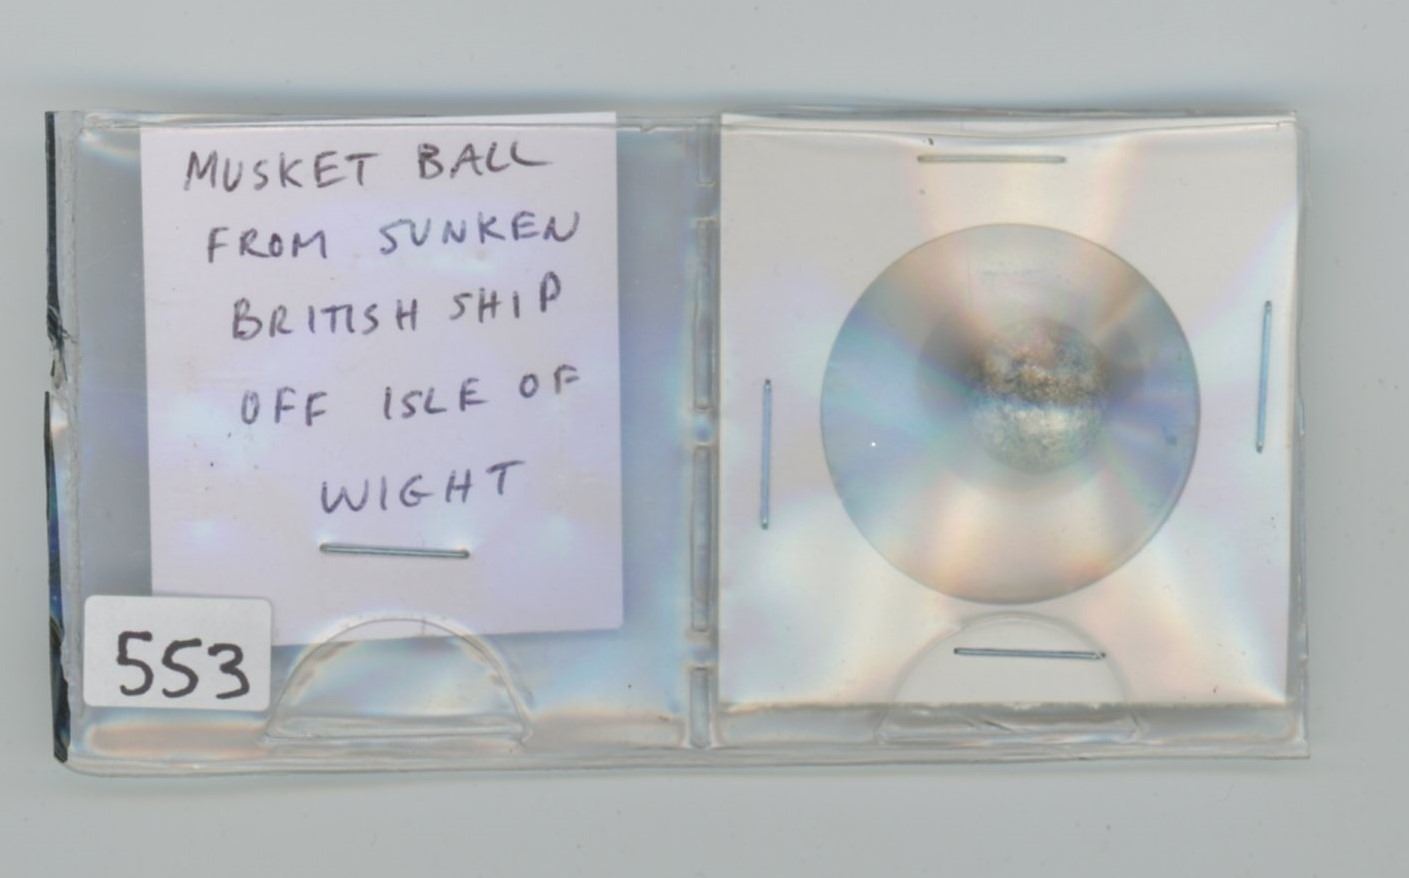 MUSKET BALL
FROM SUNKEN
BRITISH SHIP
OFF ISLE OF
WIGHT
553